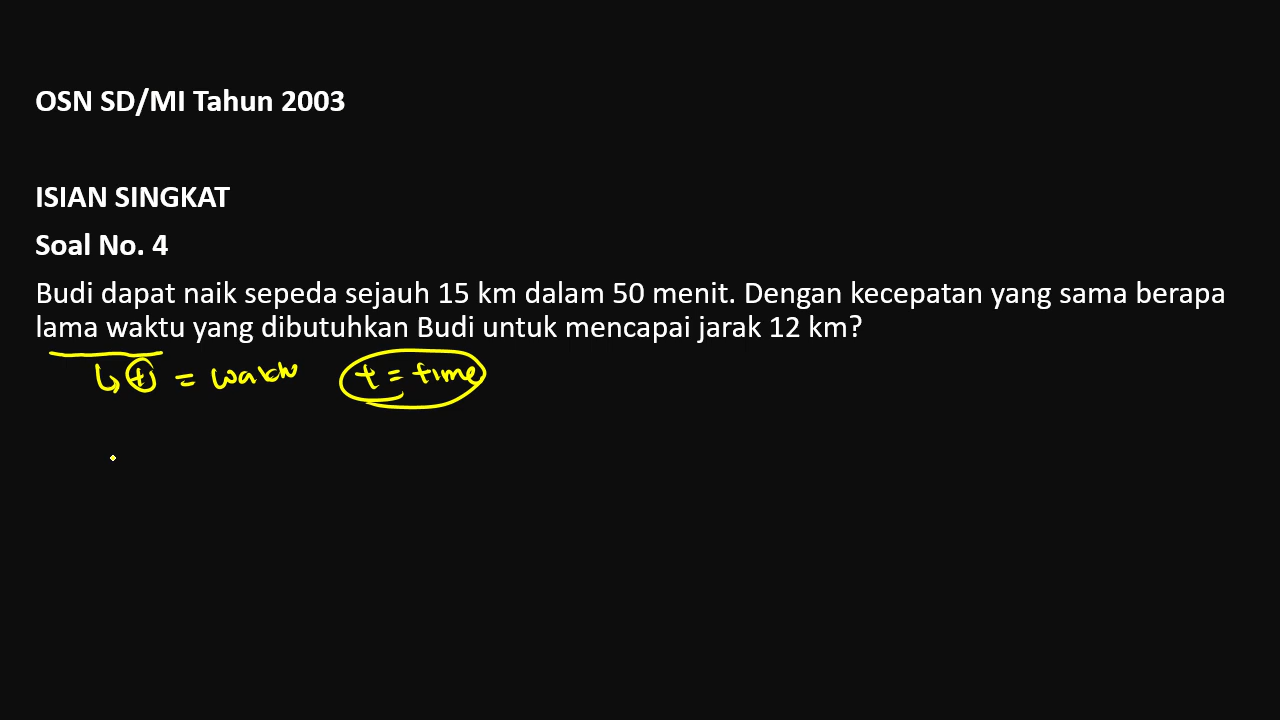 OSN SD/MI Tahun 2003
ISIAN SINGKAT
Soal No. 4
Budi dapat naik sepeda sejauh 15 km dalam 50 menit. Dengan kecepatan yang sama berapa
lama waktu yang dibutuhkan Budi untuk mencapai jarak 12 km?
↳ t = waktu t = time